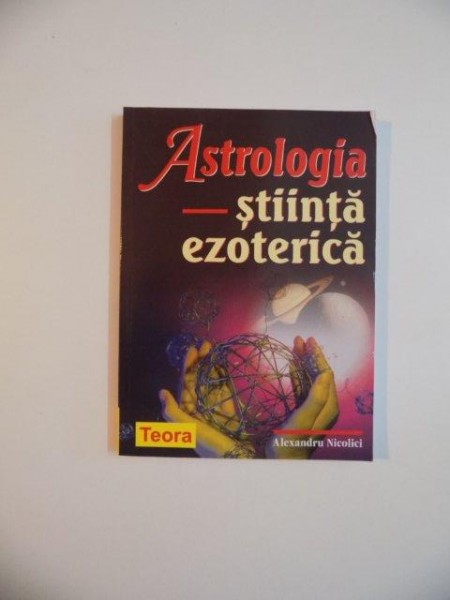 Astrologia
— știință
ezoterică
Teora
Alexandru Nicolici